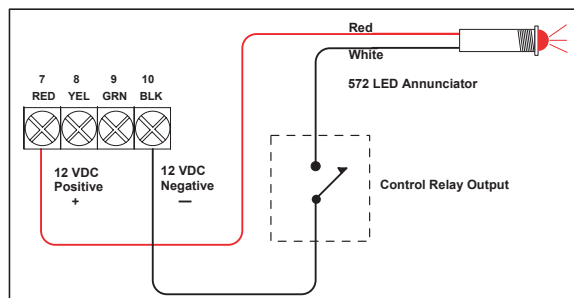 Red
White
572 LED Annunciator
7 8 9 10
RED YEL GRN BLK
12 VDC
Positive
+
12 VDC
Negative
—
Control Relay Output